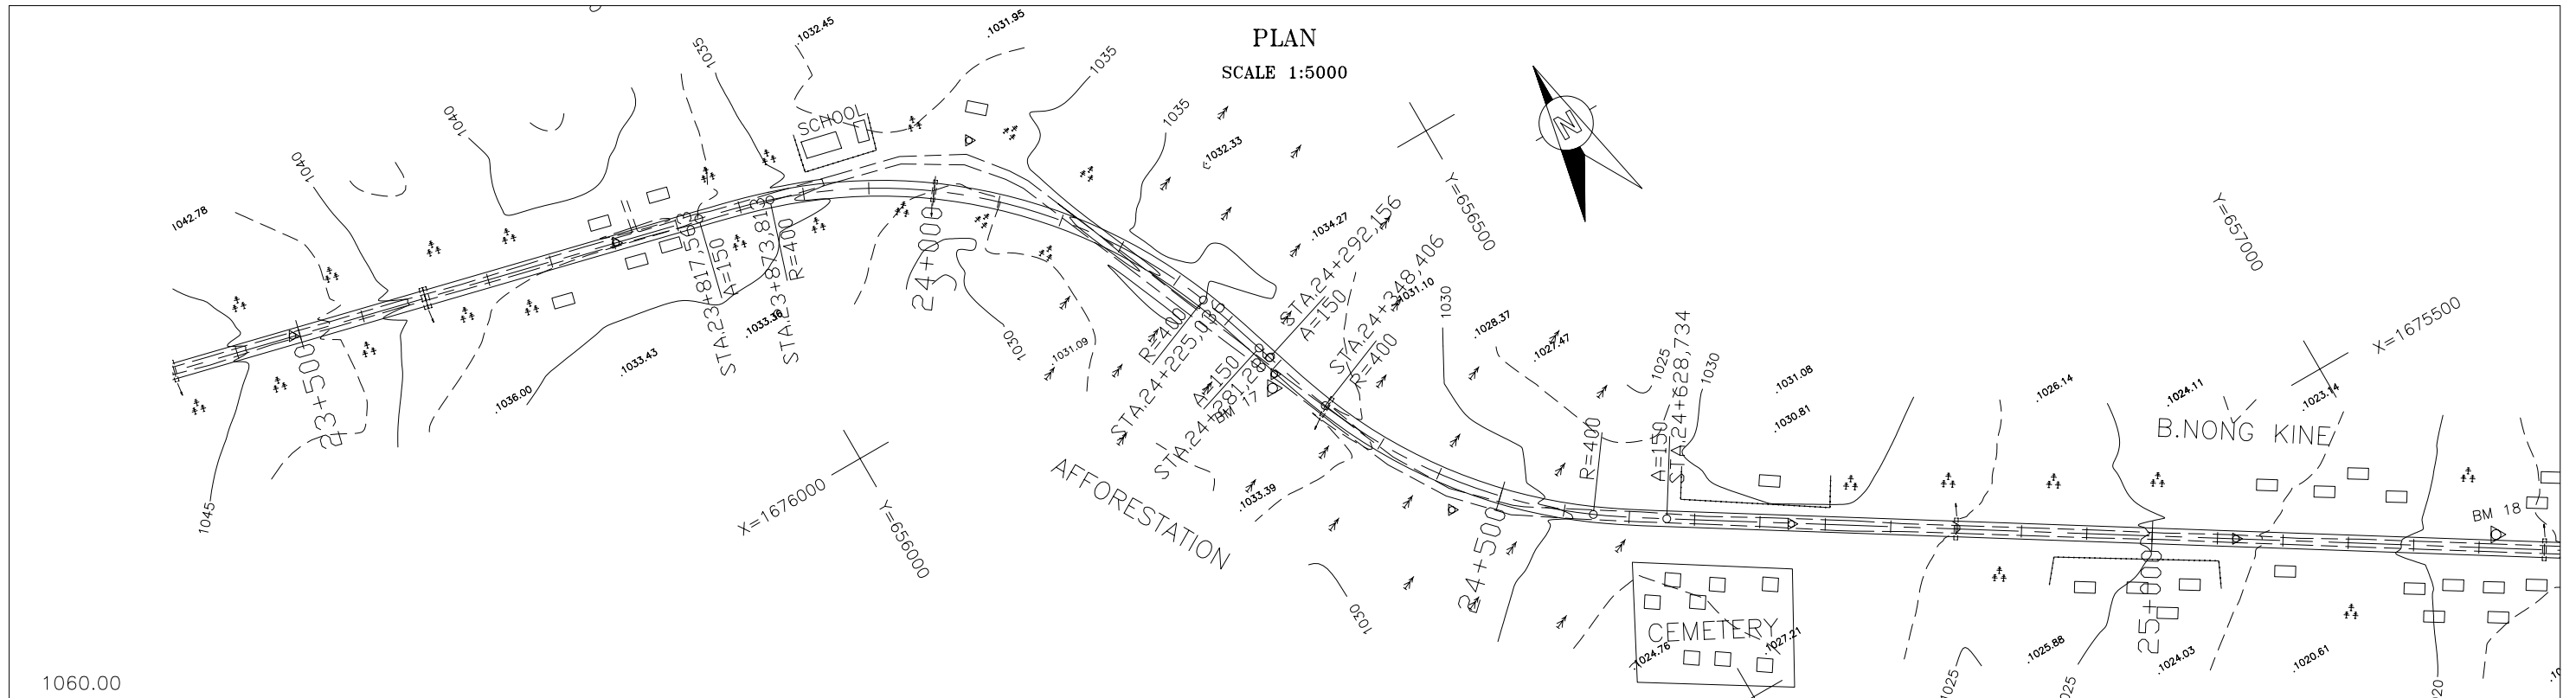 PLAN
SCALE 1:5000
N
.1032.45
.1031.95
1035
1035
1035
1040
1040
SCHOOL
1042.78
.1032.33
.1034.27
Y=656500
Y=657000
X=1675500
STA.23+817,563
A=150
STA.23+873,813
R=400
24+000
23+500
.1033.36
.1033.43
.1036.00
1045
1030
.1031.09
R=400
STA.24+225,036
A=150
BM 17
STA.24+292,156
A=150
STA.24+348,406
R=400
.1031.10
1030
.1028.37
.1027.47
1025
1030
R=400
A=150
STA.24+628,734
.1031.08
.1030.81
.1026.14
.1024.11
.1023.14
B.NONG KINE
BM 18
X=1676000
Y=656000
AFFORESTATION
.1033.39
24+500
1030
CEMETERY
.1024.76
.1027.21
25+000
.1025.88
.1024.03
.1020.61
1025
1060.00